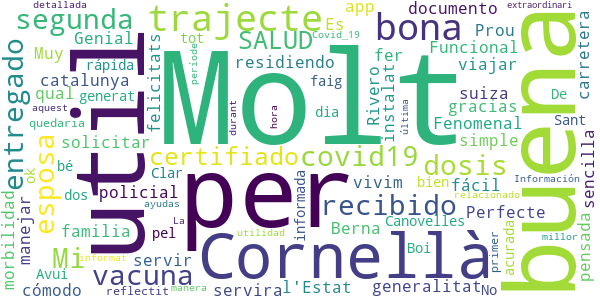 detallada
segunda
trajecte
bona
app
documento
extraordinari
Genial
Es
Prou
Covid_19
SALUD
Funcional
Muy
tot
felicitats
residiendo
fer
viajar
carretera
rápida
període
catalunya
faig
Rivero
instalat
gracias
De
qual
generat
Molt
dia
suiza
Fenomenal
Sant
aquest
durant
hora
última
quedaria
entregado
solicitar
util
certificado
covid19
dosis
simple
buena
sencilla
esposa
ok
bé
Clar
per
informada
vivim
bien
fácil
Información
relacionado
morbilidad
manejar
dos
policial
recibido
Perfecte
pensada
familia
La
pel
Berna
Canovelles
acurada
Mi
ayudas
utilidad
Cornellà
Boi
primer
millor
Avui
informat
servir
vacuna
servira
l'Estat
generalitat
No
cómodo
reflectit
manera